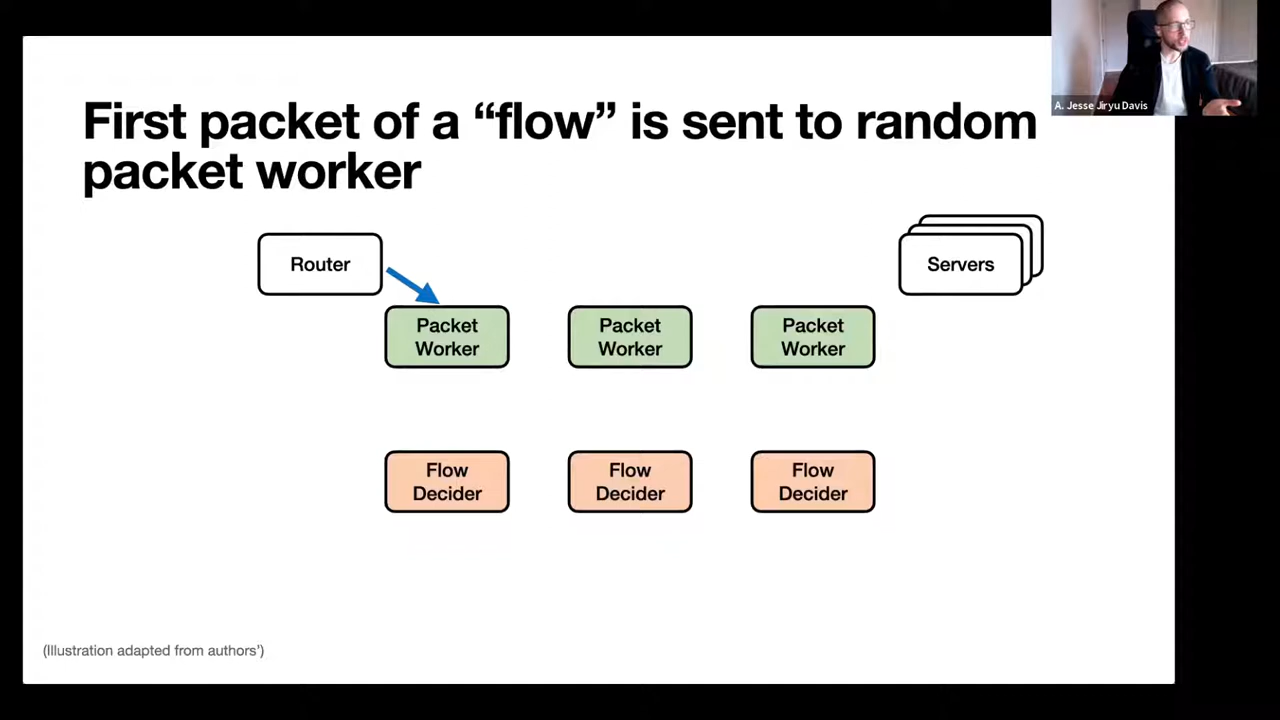 A. Jesse Jiryu Davis
First packet of a “flow” is sent to random
packet worker
Router
Servers
Packet
Worker
Packet
Worker
Packet
Worker
Flow
Decider
Flow
Decider
Flow
Decider
(Illustration adapted from authors’)